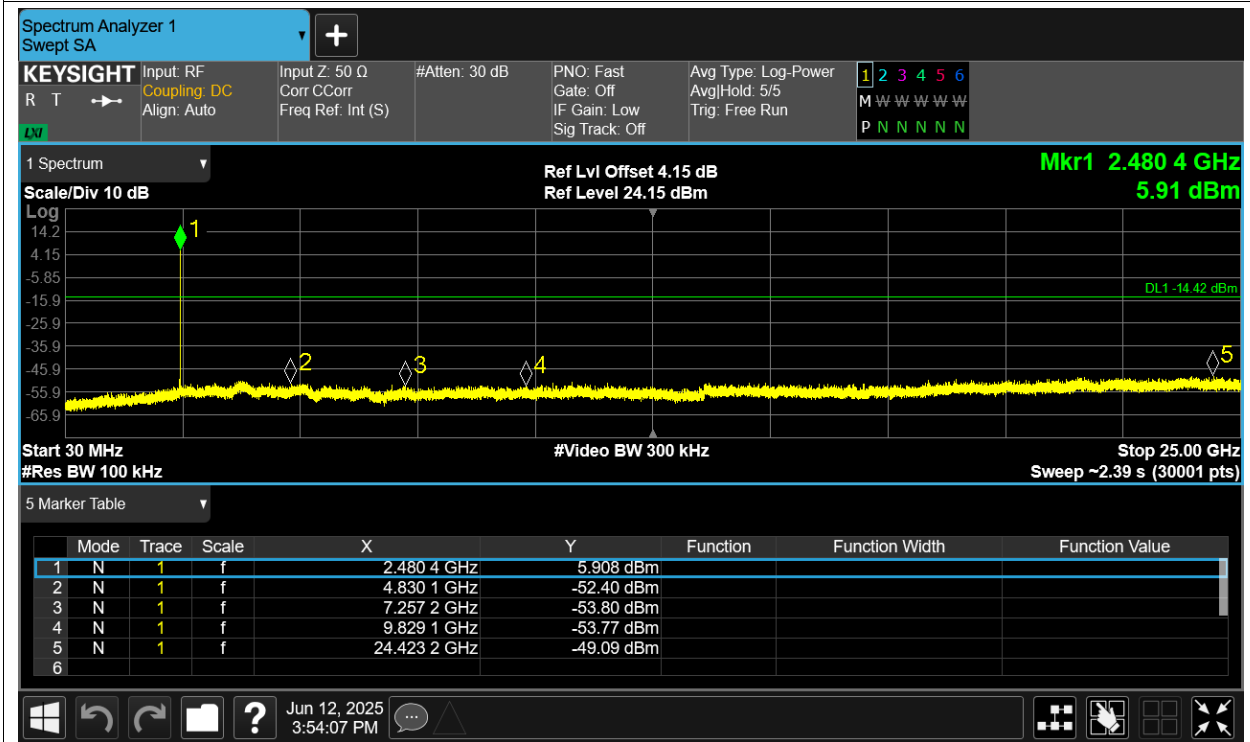 Spectrum Analyzer 1
Swept SA
KEYSIGHT Input: RF Input Z: 50 Ω #Atten: 30 dB PNO: Fast Avg Type: Log-Power 1 2 3 4 5 6
R T Coupling: DC Corr CCorr Gate: Off Avg|Hold: 5/5 M W W W W W
Align: Auto Freq Ref: Int (S) IF Gain: Low Trig: Free Run
LXI Sig Track: Off P N N N N N
1 Spectrum Ref Lvl Offset 4.15 dB Mkr1 2.480 4 GHz
Scale/Div 10 dB Ref Level 24.15 dBm 5.91 dBm
Log
1
14.2
4.15
-5.85
DL1 -14.42 dBm
-15.9
-25.9
-35.9
2 3 4 5
-45.9
-55.9
-65.9
Start 30 MHz #Video BW 300 kHz Stop 25.00 GHz
#Res BW 100 kHz Sweep ~2.39 s (30001 pts)
5 Marker Table
Mode Trace Scale X Y Function Function Width Function Value
1 N 1 f 2.480 4 GHz 5.908 dBm
2 N 1 f 4.830 1 GHz -52.40 dBm
3 N 1 f 7.257 2 GHz -53.80 dBm
4 N 1 f 9.829 1 GHz -53.77 dBm
5 N 1 f 24.423 2 GHz -49.09 dBm
6
? Jun 12, 2025
3:54:07 PM